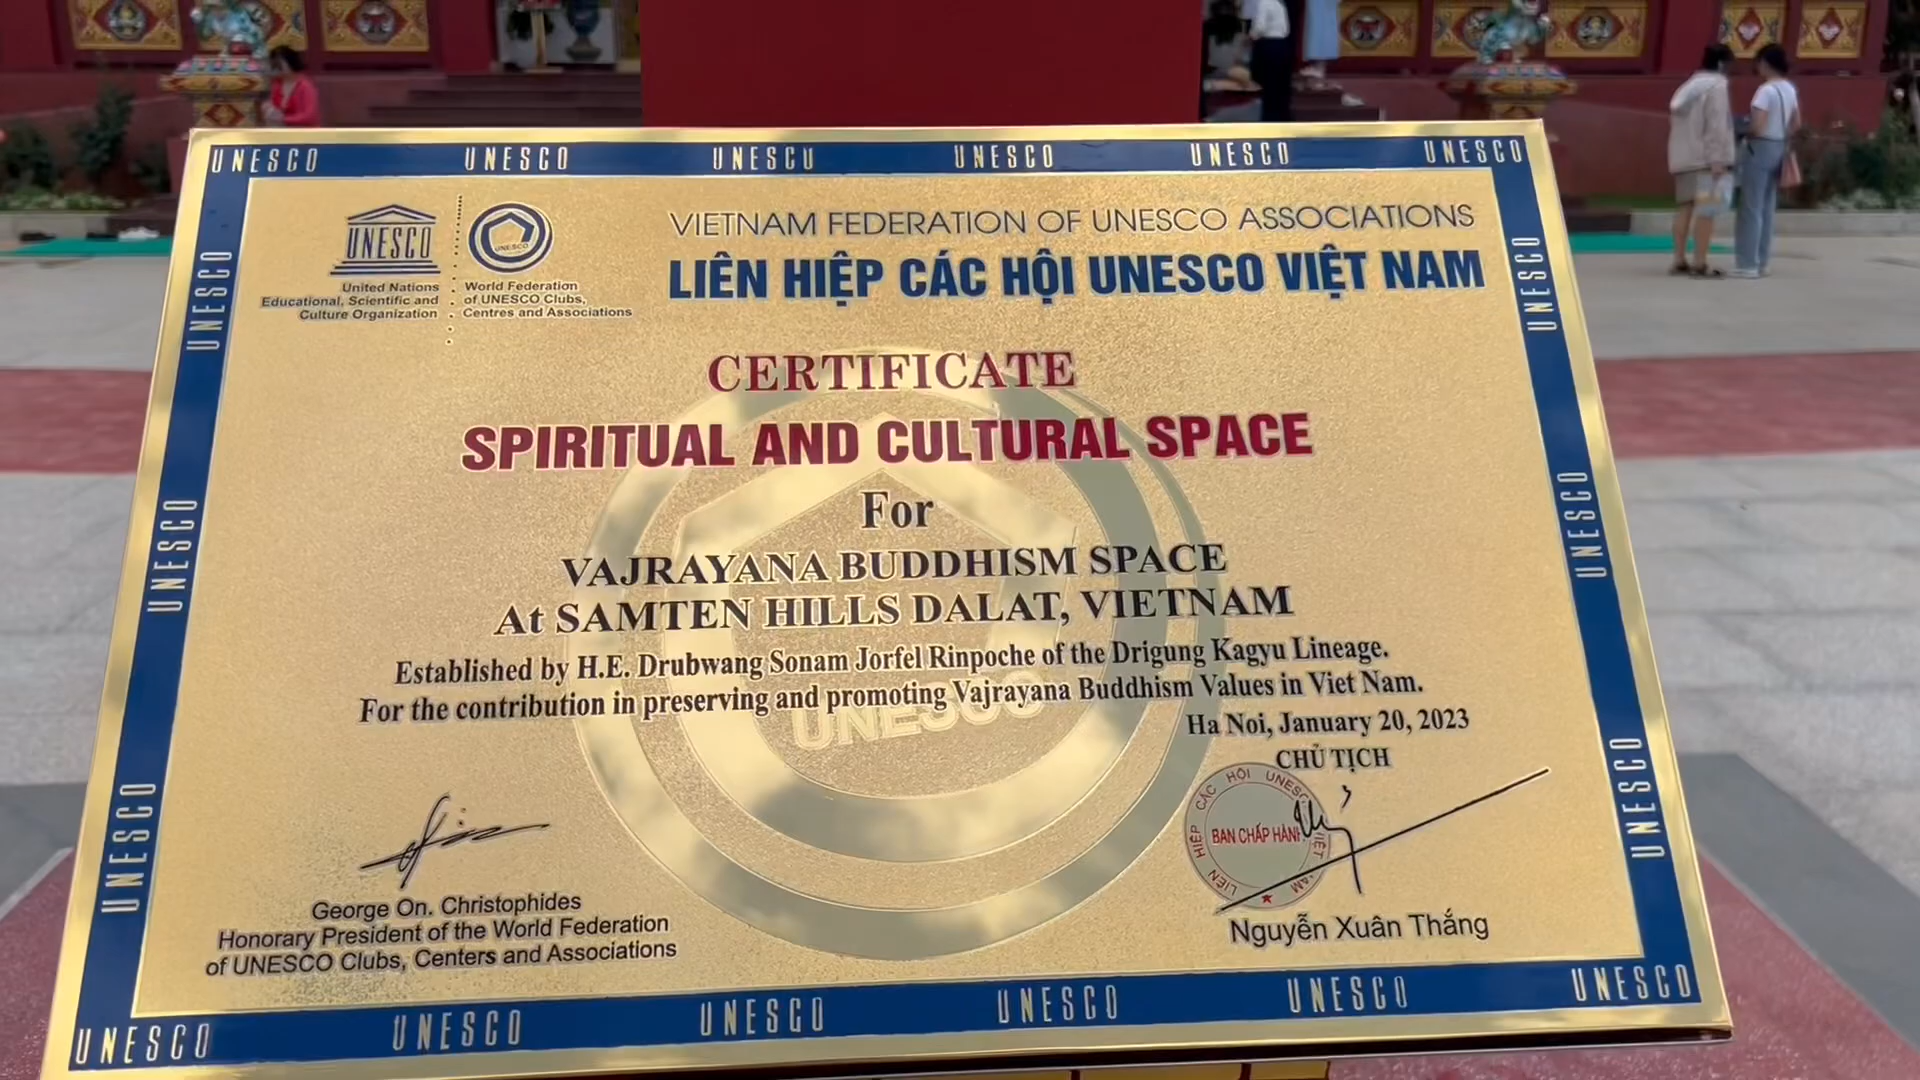 UNESCO UNESCO UNESCO UNESCO UNESCO UNESCO
UNESCO
United Nations
Educational, Scientific and
Culture Organization
UNESCO
World Federation
of UNESCO Clubs,
Centres and Associations
VIETNAM FEDERATION OF UNESCO ASSOCIATIONS
LIÊN HIỆP CÁC HỘI UNESCO VIỆT NAM
CERTIFICATE
SPIRITUAL AND CULTURAL SPACE
For
VAJRAYANA BUDDHISM SPACE
At SAMTEN HILLS DALAT, VIETNAM
Established by H.E. Drubwang Sonam Jorfel Rinpoche of the Drigung Kagyu Lineage.
For the contribution in preserving and promoting Vajrayana Buddhism Values in Viet Nam.
UNESCO
Ha Noi, January 20, 2023
CHỦ TỊCH
LIÊN HIỆP CÁC HỘI UNESCO VIỆT NAM
BAN CHẤP HÀNH
George On. Christophides
Honorary President of the World Federation
of UNESCO Clubs, Centers and Associations
Nguyễn Xuân Thắng
UNESCO
UNESCO
UNESCO
UNESCO
UNESCO
UNESCO
UNESCO UNESCO UNESCO UNESCO UNESCO UNESCO